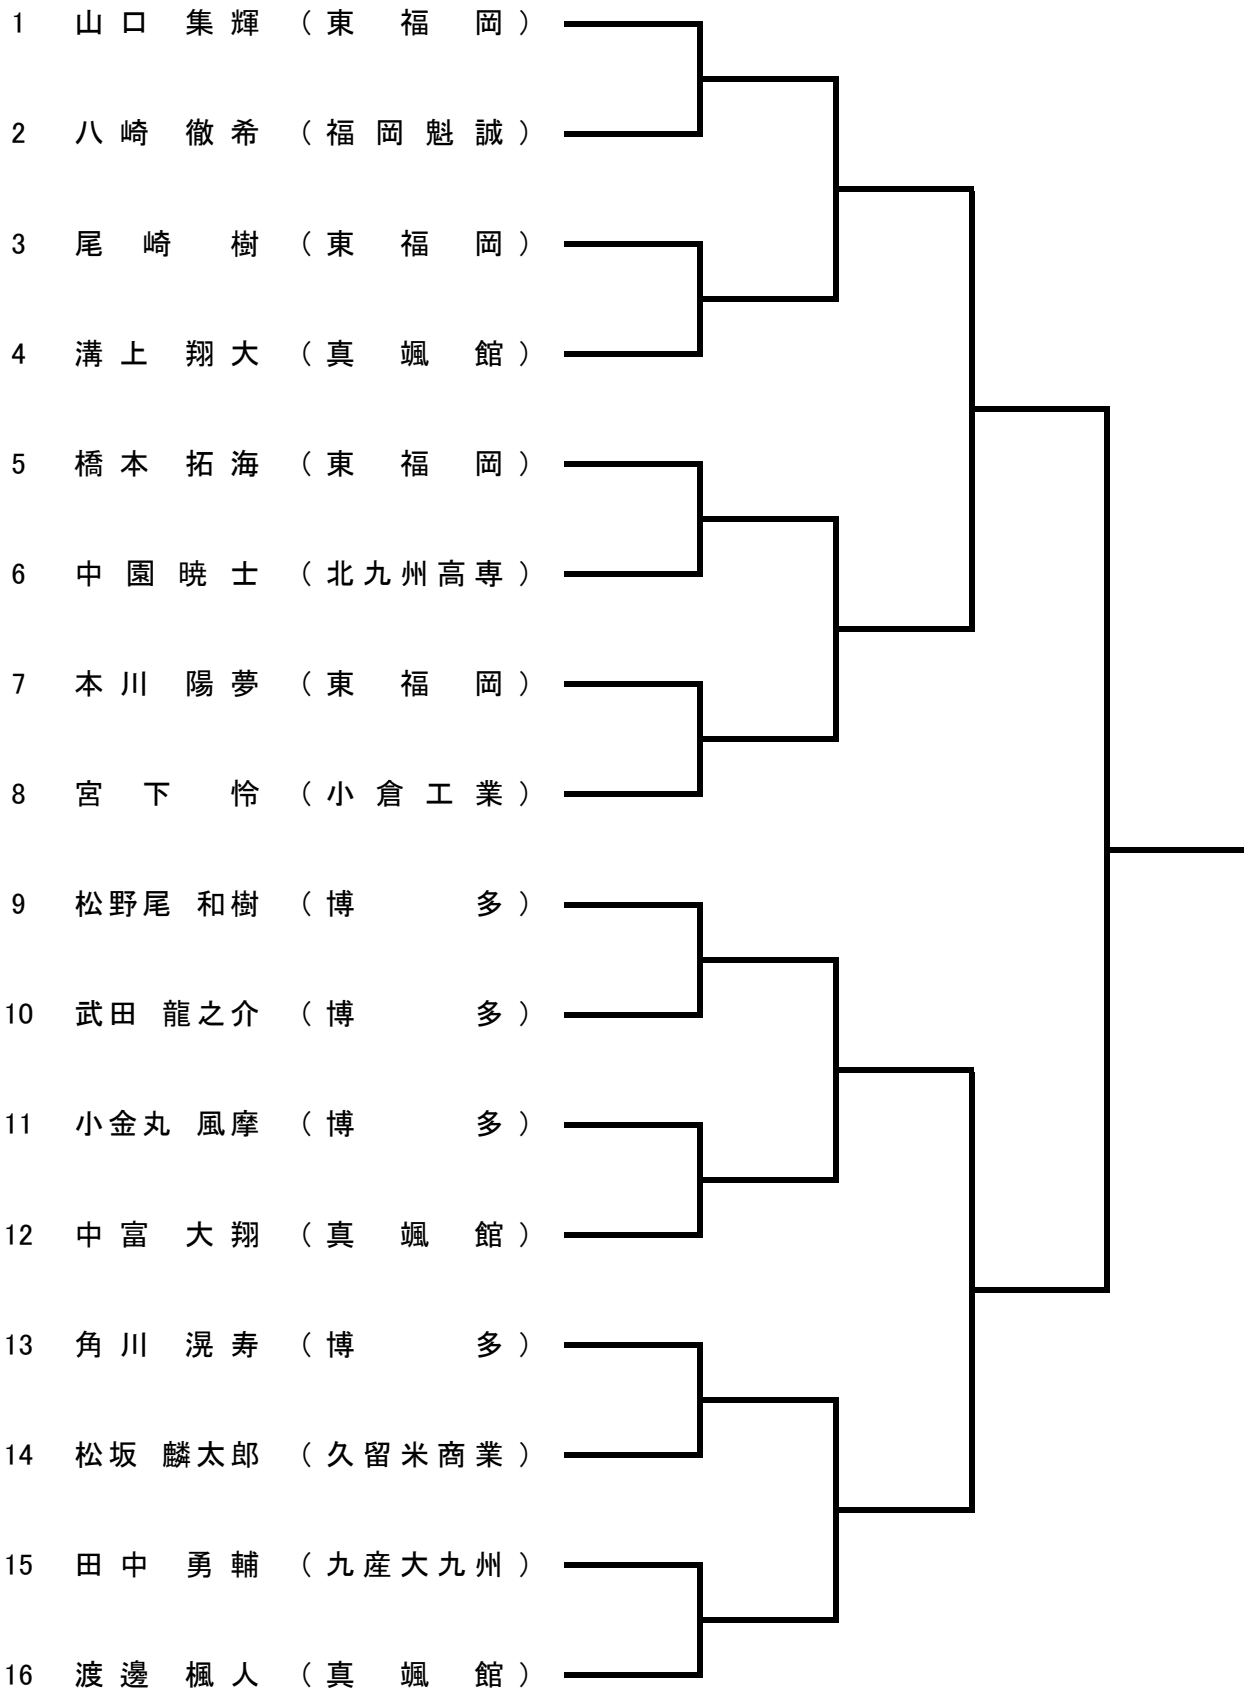 1 山口 集輝 （東福岡）
2 八崎 徹希 （福岡魁誠）
3 尾崎 樹 （東福岡）
4 溝上 翔大 （真颯館）
5 橋本 拓海 （東福岡）
6 中園 暁士 （北九州高専）
7 本川 陽夢 （東福岡）
8 宮下 怜 （小倉工業）
9 松野尾 和樹 （博多）
10 武田 龍之介 （博多）
11 小金丸 風摩 （博多）
12 中富 大翔 （真颯館）
13 角川 滉寿 （博多）
14 松坂 麟太郎 （久留米商業）
15 田中 勇輔 （九産大九州）
16 渡邊 楓人 （真颯館）